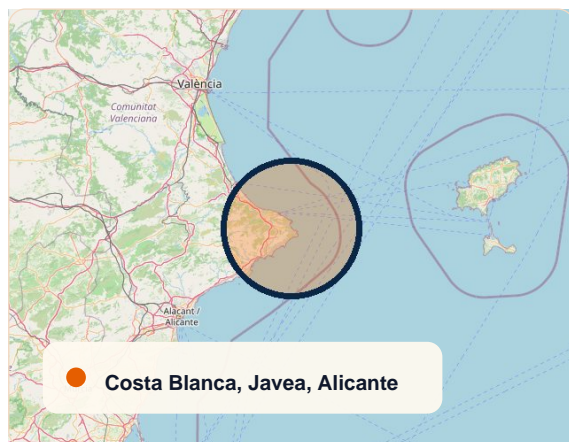 València
Comunitat
Valenciana
Alacant /
Alicante
Costa Blanca, Javea, Alicante